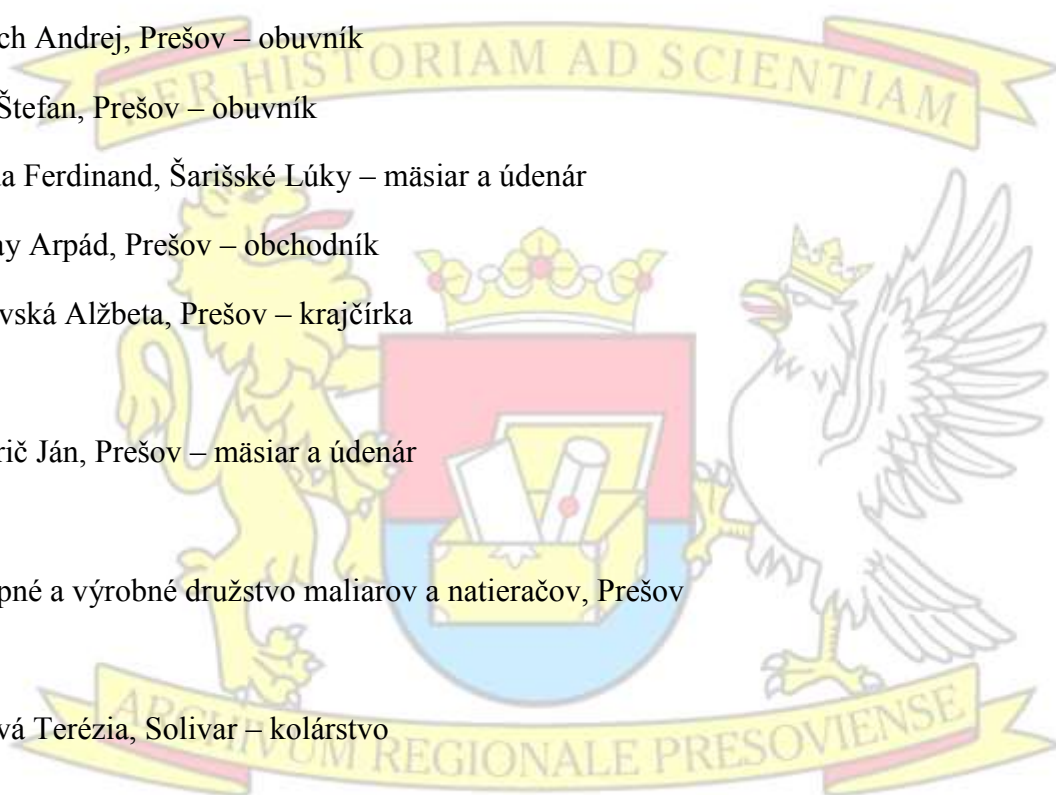 PER HISTORIAM AD SCIENTIAM
ch Andrej, Prešov – obuvník
Štefan, Prešov – obuvník
a Ferdinand, Šarišské Lúky – mäsiar a údenár
ay Arpád, Prešov – obchodník
vská Alžbeta, Prešov – krajčírka
rič Ján, Prešov – mäsiar a údenár
pné a výrobné družstvo maliarov a natieračov, Prešov
vá Terézia, Solivar – kolárstvo
ARCHIVUM REGIONALE PRESOVIENSE